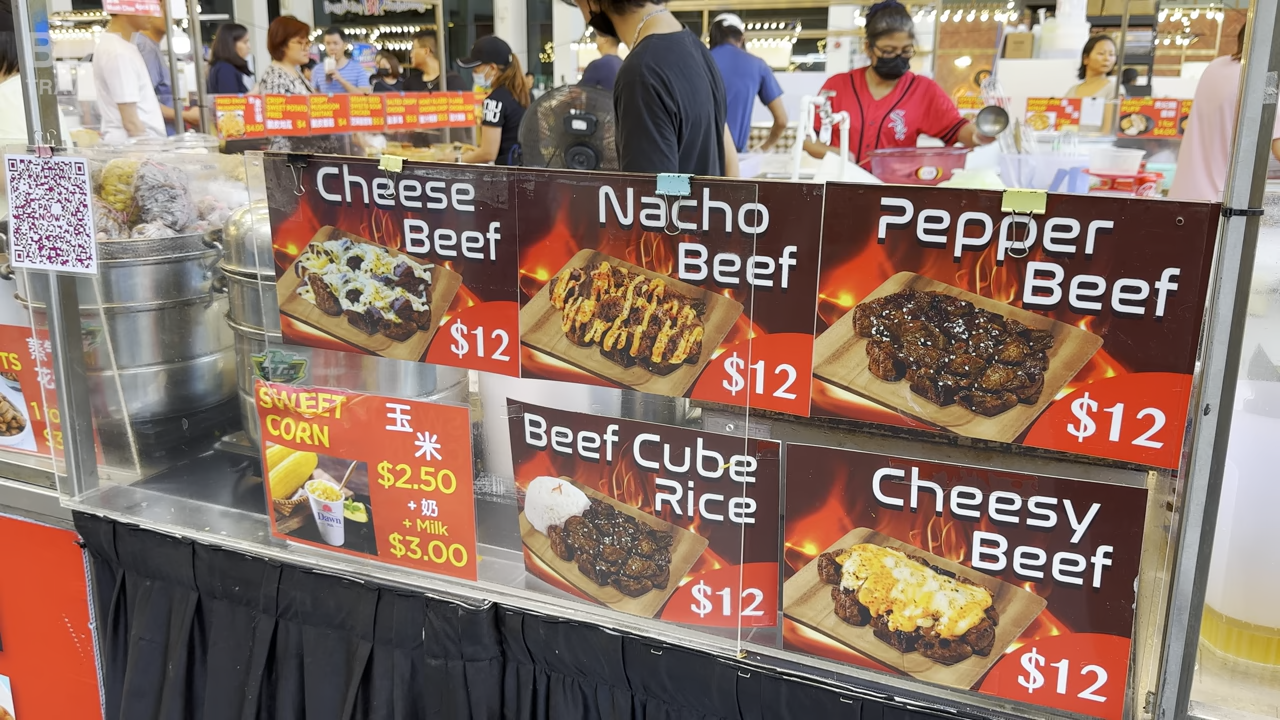 Cheese
Beef
$12
Nacho
Beef
$12
Pepper
Beef
$12
SWEET
CORN
玉
米
$2.50
+奶
+ Milk
$3.00
Dawn
Beef Cube
Rice
$12
Cheesy
Beef
$12